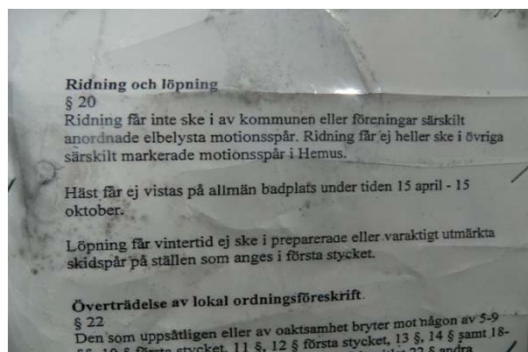 Ridning och löpning
§ 20
Ridning får inte ske i av kommunen eller föreningar särskilt
anordnade elbelysta motionsspår. Ridning får ej heller ske i övriga
särskilt markerade motionsspår i Hemus.
Häst får ej vistas på allmän badplats under tiden 15 april - 15
oktober.
Löpning får vintertid ej ske i preparerade eller varaktigt utmärkta
skidspår på ställen som anges i första stycket.
Överträdelse av lokal ordningsföreskrift.
§ 22
Den som uppsåtligen eller av oaktsamhet bryter mot någon av 5-9
första stycket, 11 §, 12 § första stycket, 13 §, 14 § samt 18-
22 § andra